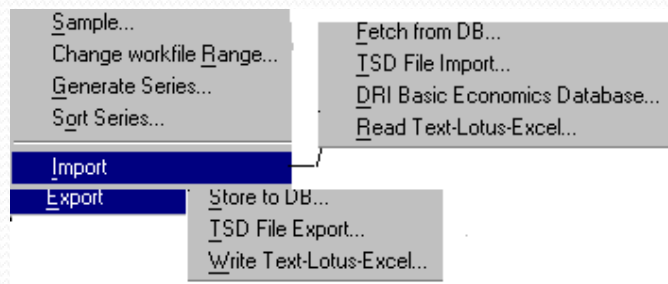 Sample...
Change workfile Range...
Generate Series...
Sort Series...
Import
Export
Fetch from DB...
TSD File Import...
DRI Basic Economics Database...
Read Text-Lotus-Excel...
Store to DB...
TSD File Export...
Write Text-Lotus-Excel...